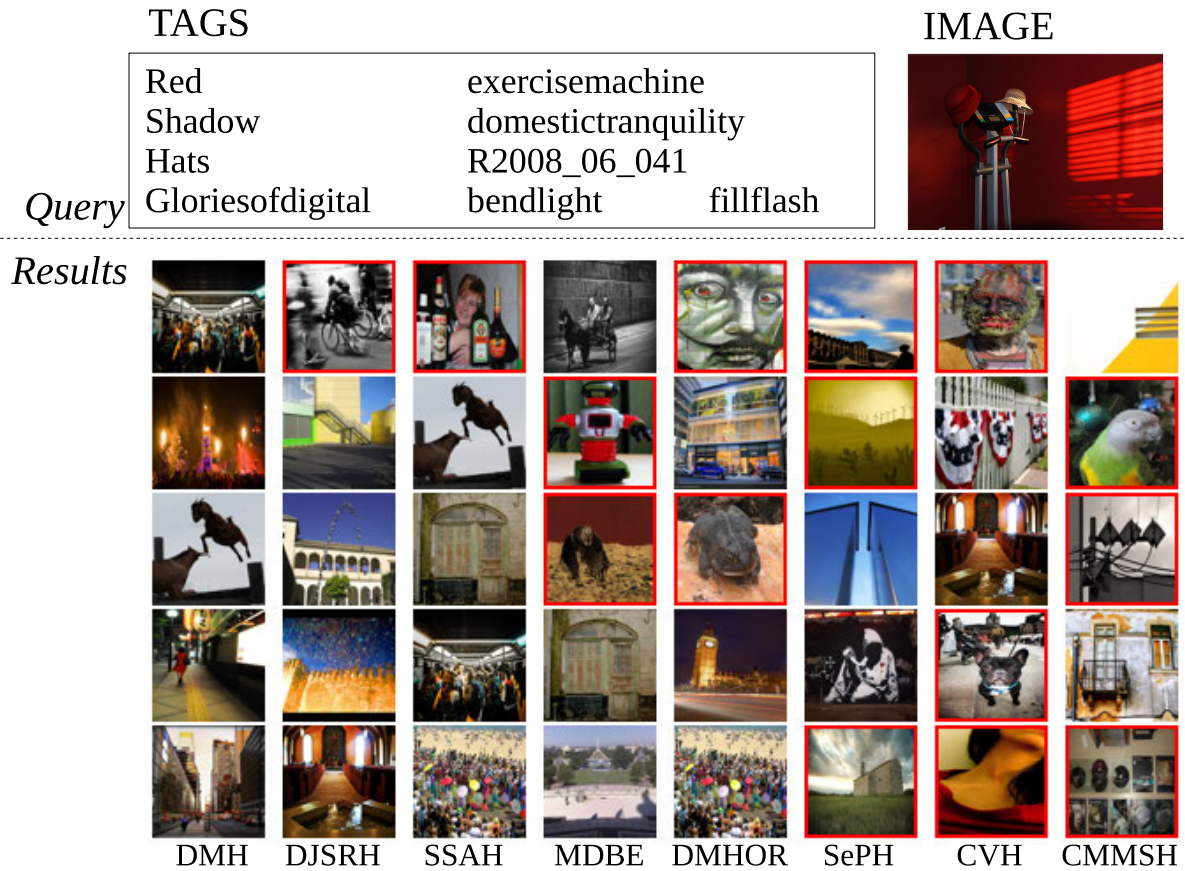 TAGS
IMAGE
Red exercisemachine
Shadow domestictranquility
Hats R2008_06_041
Gloriesofdigital bendlight fillflash
Query
Results
DMH DJSRH SSAH MDBE DMHOR SePH CVH CMMSH